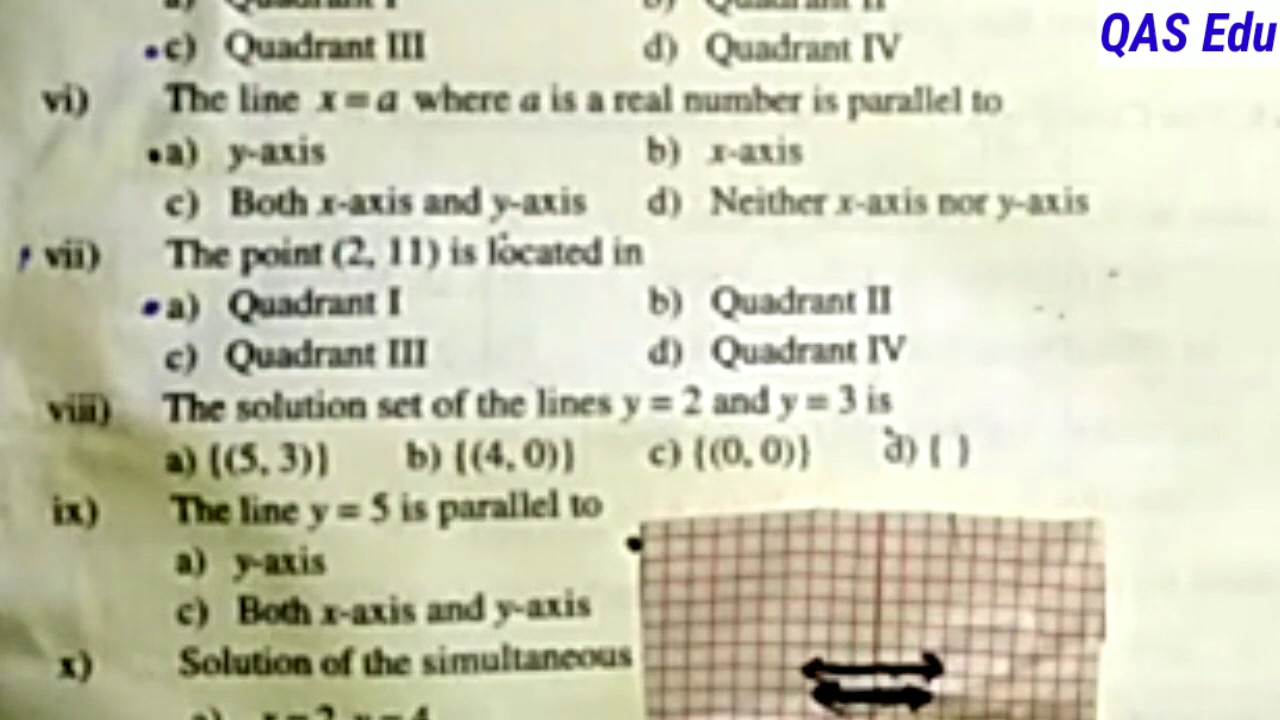 QAS Edu
c) Quadrant III d) Quadrant IV
vi) The line x = a where a is a real number is parallel to
a) y-axis b) x-axis
c) Both x-axis and y-axis d) Neither x-axis nor y-axis
vii) The point (2, 11) is located in
a) Quadrant I b) Quadrant II
c) Quadrant III d) Quadrant IV
viii) The solution set of the lines y = 2 and y = 3 is
a) {(5, 3)} b) {(4, 0)} c) {(0, 0)} d) { }
ix) The line y = 5 is parallel to
a) y-axis
c) Both x-axis and y-axis
x) Solution of the simultaneous